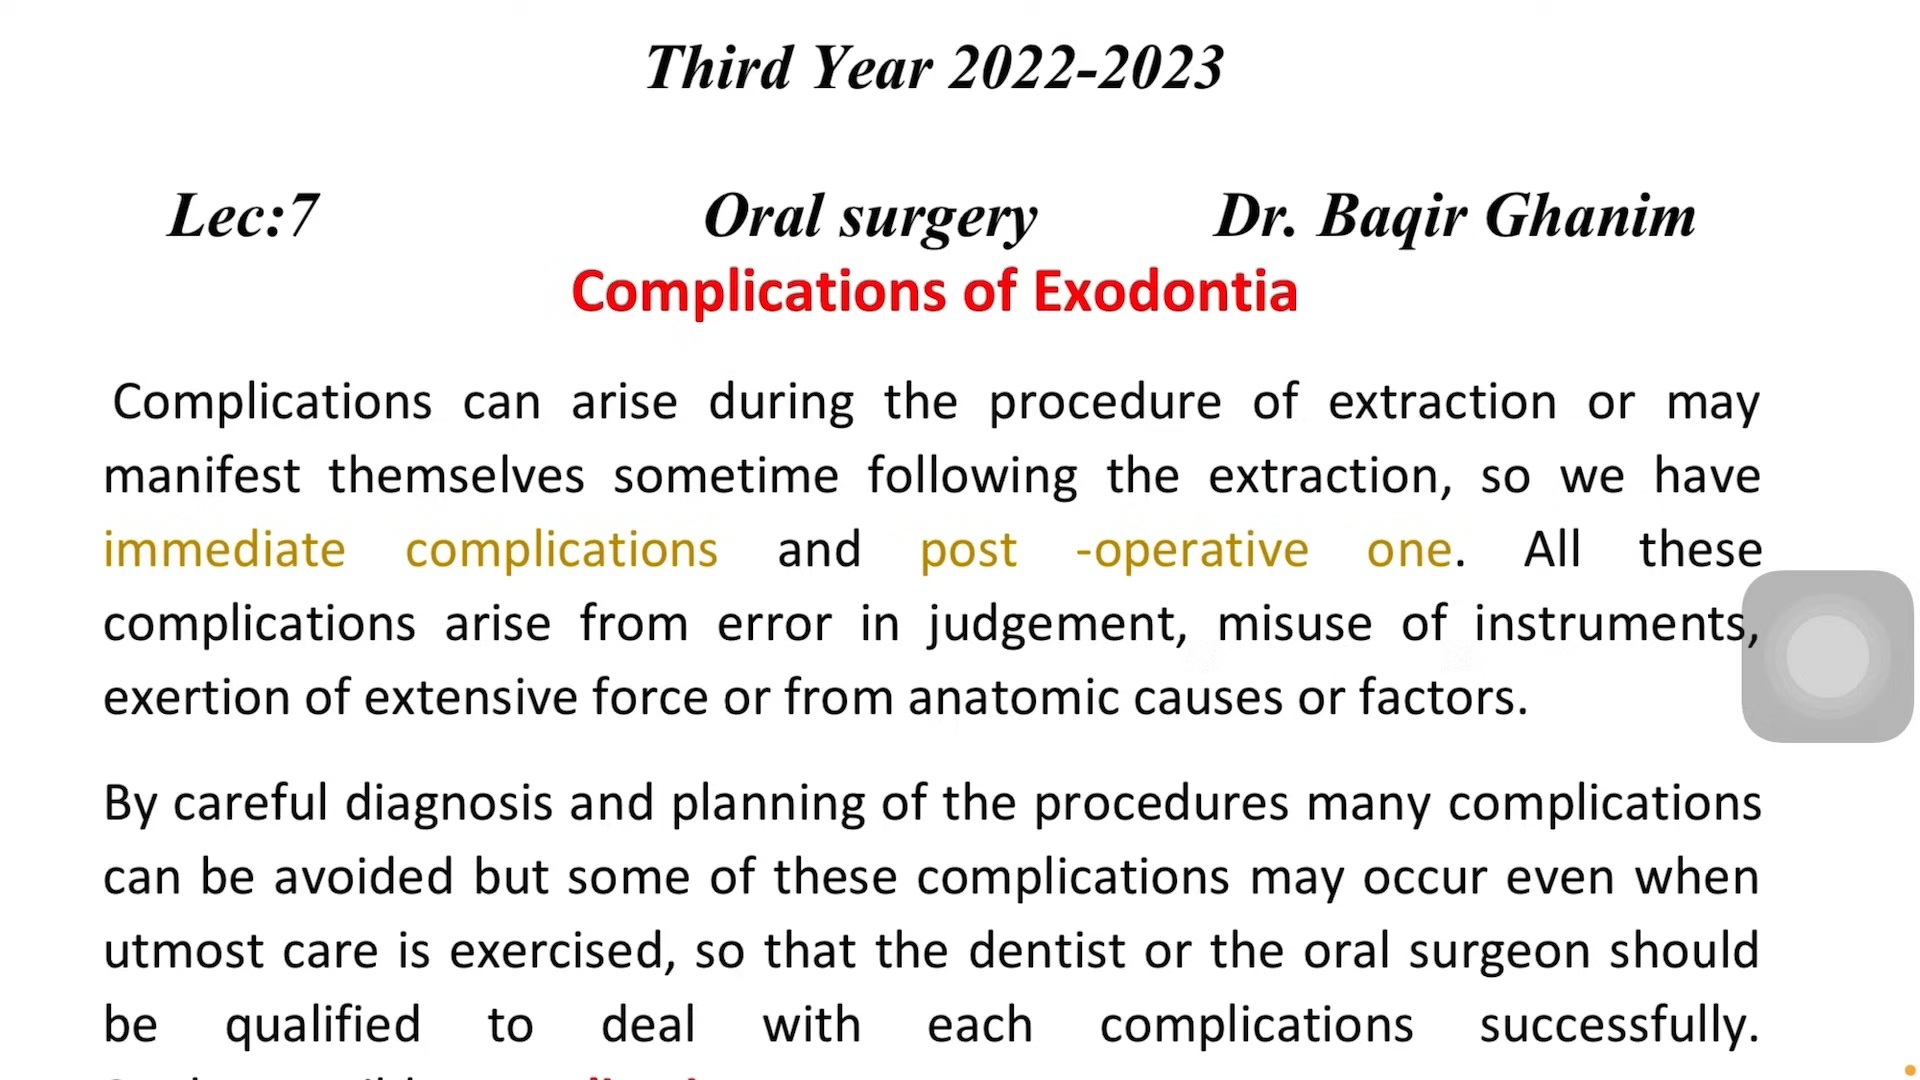 Third Year 2022-2023
Lec:7 Oral surgery Dr. Baqir Ghanim
Complications of Exodontia
Complications can arise during the procedure of extraction or may
manifest themselves sometime following the extraction, so we have
immediate complications and post -operative one. All these
complications arise from error in judgement, misuse of instruments,
exertion of extensive force or from anatomic causes or factors.
By careful diagnosis and planning of the procedures many complications
can be avoided but some of these complications may occur even when
utmost care is exercised, so that the dentist or the oral surgeon should
be qualified to deal with each complications successfully.